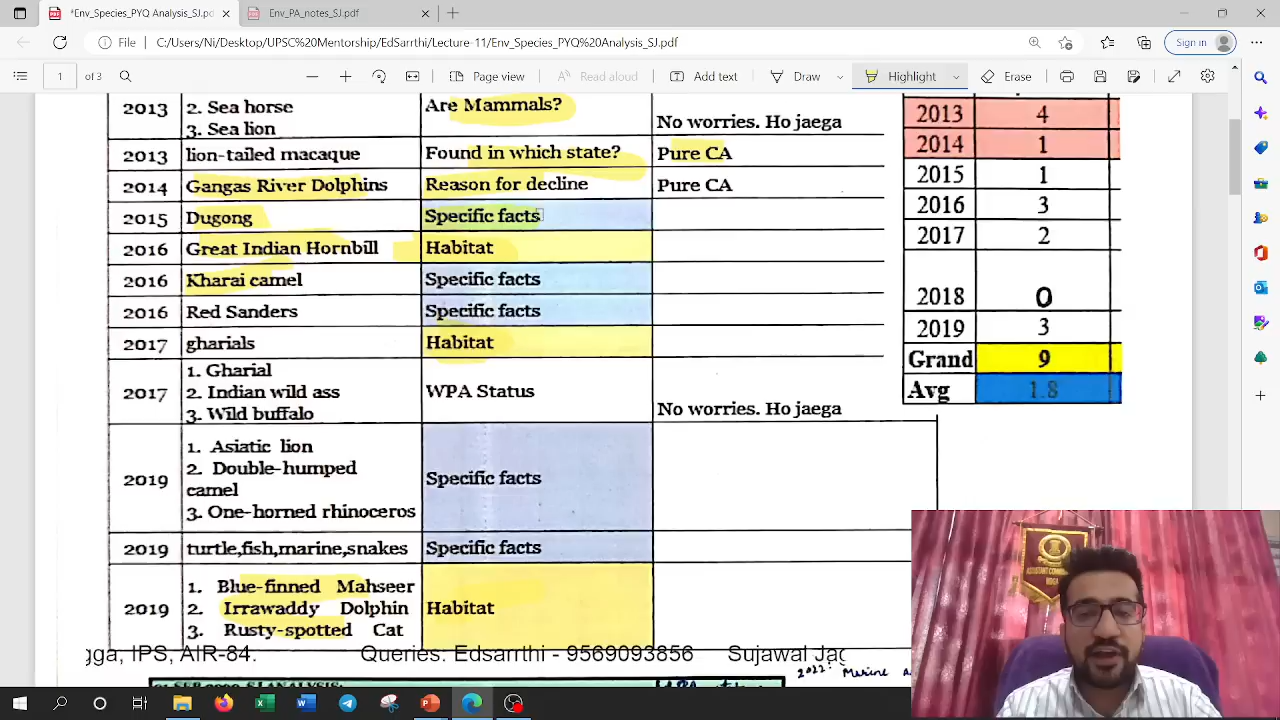 *Env_Species_PYQ Analysis_SJ.pd
Env_PA_notes_SJ.pdf
File
C:/Users/Ni/Desktop/UPSC%20Mentorship/EdSarrthi/Lecture-11/Env_Species_PYQ%20Analysis_SJ.pdf
Sign in
1 of 3
Page view
Read aloud
Add text
Draw
Highlight
Erase
2013
2. Sea horse
3. Sea lion
Are Mammals?
No worries. Ho jaega
2013 lion-tailed macaque Found in which state? Pure CA
2014 Gangas River Dolphins Reason for decline Pure CA
2015 Dugong Specific facts
2016 Great Indian Hornbill Habitat
2016 Kharai camel Specific facts
2016 Red Sanders Specific facts
2017 gharials Habitat
2017
1. Gharial
2. Indian wild ass
3. Wild buffalo
WPA Status
No worries. Ho jaega
2019
1. Asiatic lion
2. Double-humped
camel
3. One-horned rhinoceros
Specific facts
2019 turtle,fish,marine,snakes Specific facts
2019
1. Blue-finned Mahseer
2. Irrawaddy Dolphin
3. Rusty-spotted Cat
Habitat
2013 4
2014 1
2015 1
2016 3
2017 2
2018 0
2019 3
Grand 9
Avg 1.8
gga, IPS, AIR-84. Queries: Edsarrthi - 9569093856 Sujawal Jag
2022: Marine a
ASSISTANT COMM